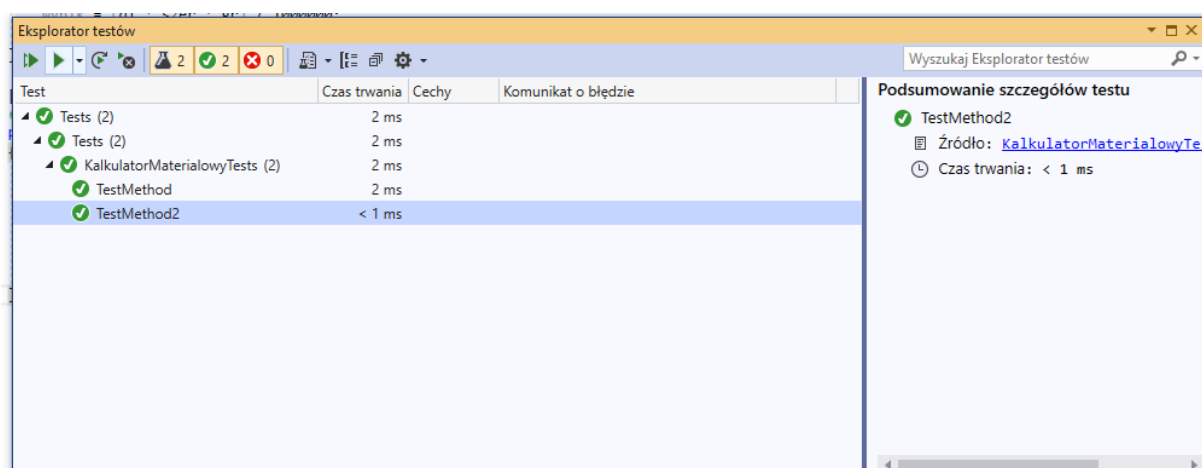 Eksplorator testów
2 2 0
Wyszukaj Eksplorator testów
Test Czas trwania Cechy Komunikat o błędzie
Tests (2) 2 ms
Tests (2) 2 ms
KalkulatorMaterialowyTests (2) 2 ms
TestMethod 2 ms
TestMethod2 < 1 ms
Podsumowanie szczegółów testu
TestMethod2
Źródło: KalkulatorMaterialowyTe
Czas trwania: < 1 ms